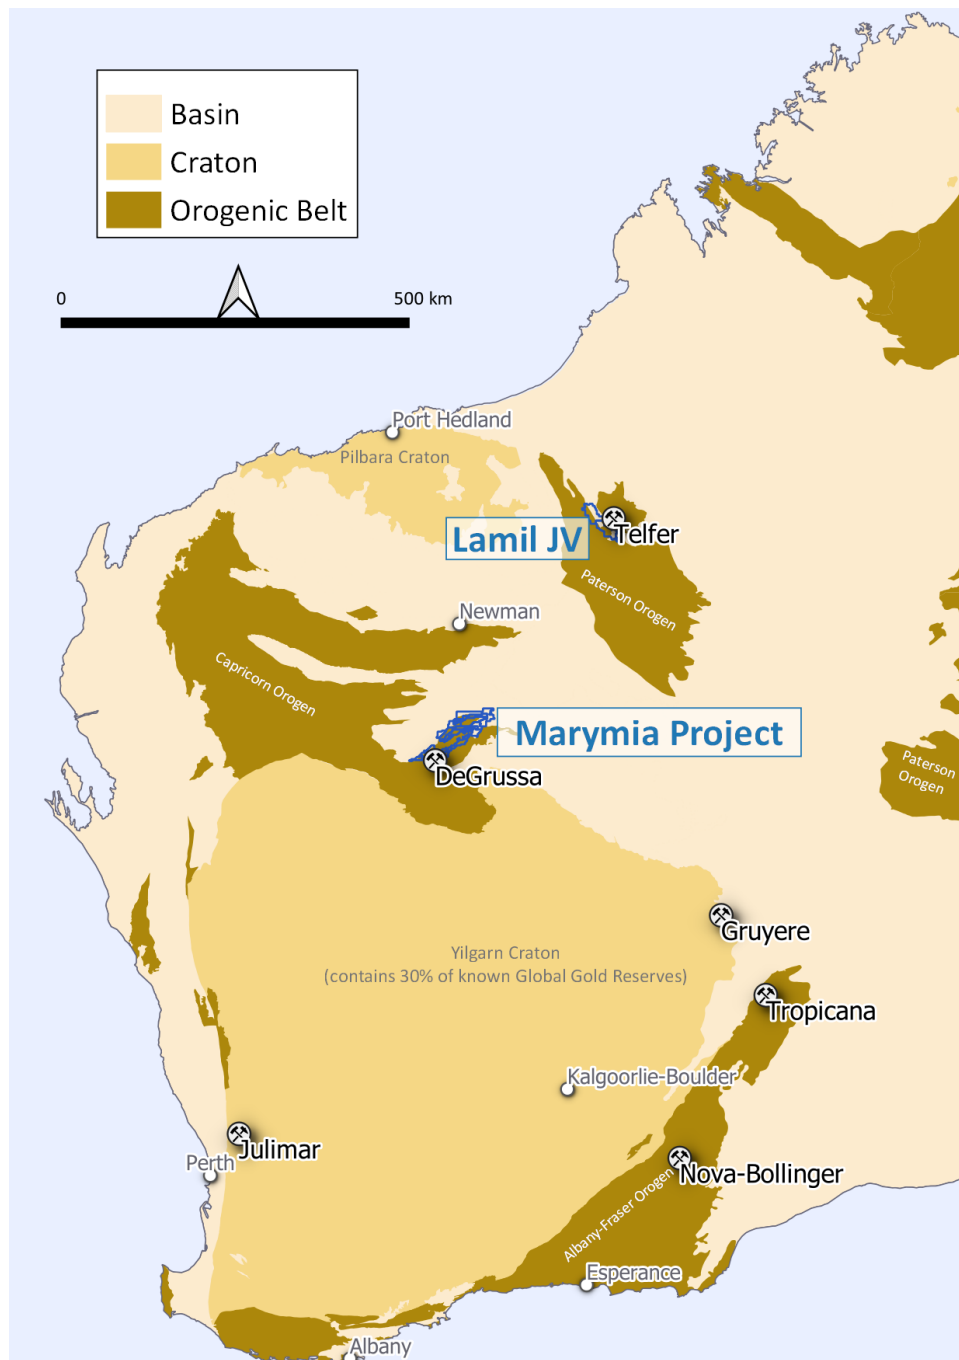 Basin
Craton
Orogenic Belt
0
500 km
Port Hedland
Pilbara Craton
Lamil JV
Telfer
Paterson Orogen
Newman
Capricorn Orogen
Marymia Project
DeGrussa
Paterson
Orogen
Gruyere
Yilgarn Craton
(contains 30% of known Global Gold Reserves)
Tropicana
Kalgoorlie-Boulder
Julimar
Perth
Nova-Bollinger
Albany-Fraser Orogen
Esperance
Albany